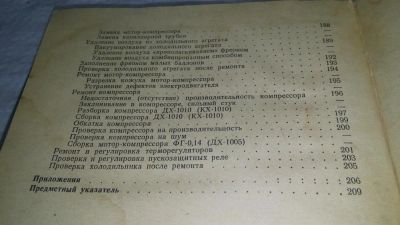 Замена мотор-компрессора 188
Замена капиллярной трубки —
Удаление воздуха из холодильного агрегата —
Вакуумирование холодильного агрегата 189
Удаление воздуха фреоном
Удаление воздуха комбинированным способом —
Заполнение фреоном малых баллонов 192
Проверка холодильного агрегата после ремонта 193
Ремонт мотор-компрессора 194
Разрезка кожуха мотор-компрессора —
Устранение дефектов электродвигателя 195
Ремонт компрессора —
Недостаточная (отсутствие) производительность компрессора 196
Заклинивание в компрессоре, сильный стук —
Разборка компрессора ДХ-1010 (КХ-1010) —
Сборка компрессора ДХ-1010 (КХ-1010) 197
Обкатка компрессора 199
Проверка компрессора на производительность 200
Проверка компрессора на шум —
Сборка мотор-компрессора ФГ-0,14 (ДХ-1005) —
Ремонт и регулировка терморегуляторов 201
Проверка и регулировка пускозащитных реле 203
Проверка холодильника после ремонта 205
Приложения 206
Предметный указатель 209